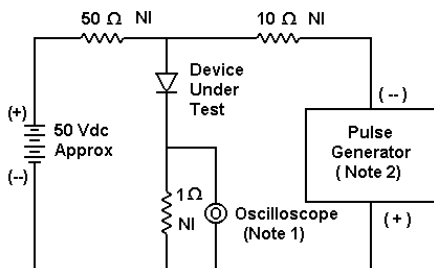 50 Ω NI
10 Ω NI
Device
Under
Test
(--)
(+)
50 Vdc
Approx
(--)
Pulse
Generator
(Note 2)
1Ω
NI
Oscilloscope
(Note 1)
(+)